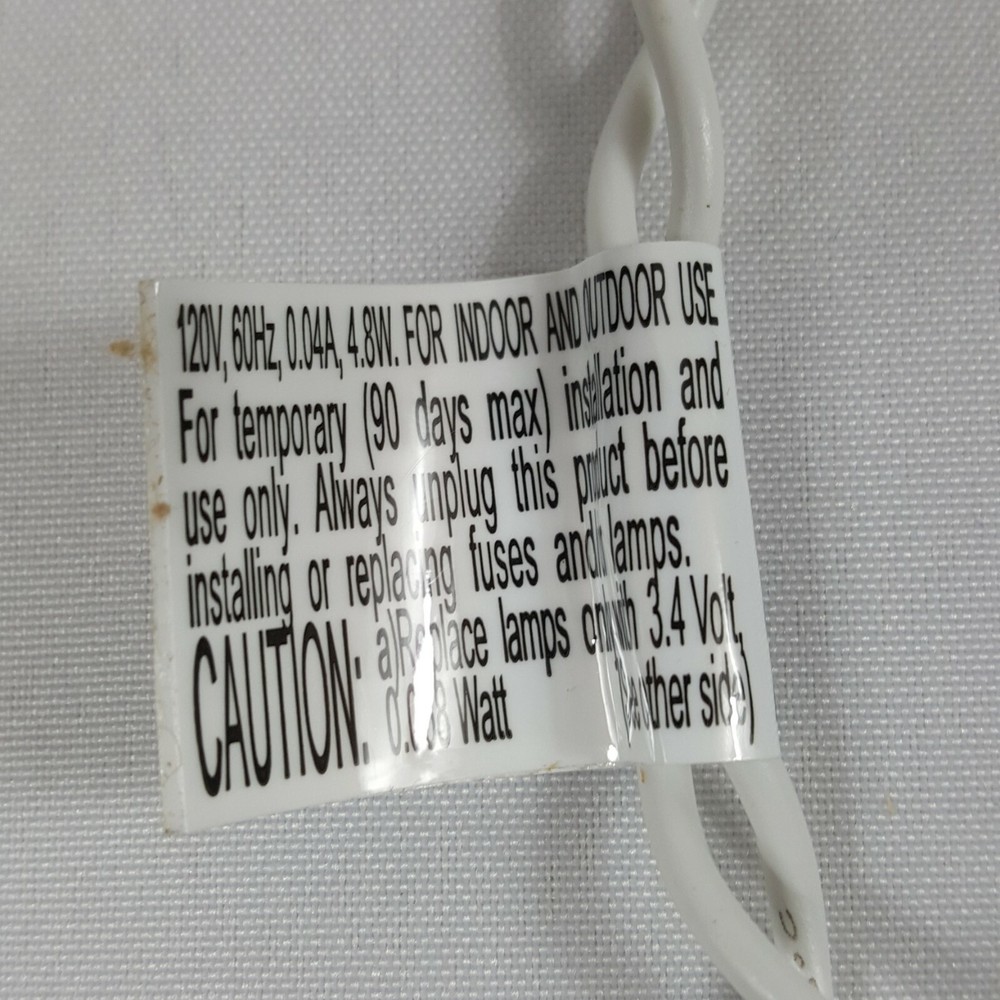 120V, 60Hz, 0.04A, 4.8W. FOR INDOOR AND OUTDOOR USE
For temporary (90 days max) installation and
use only. Always unplug this product before
installing or replacing fuses and lamps.
CAUTION: a)Replace lamps with 3.4 Volt,
Watt other side)